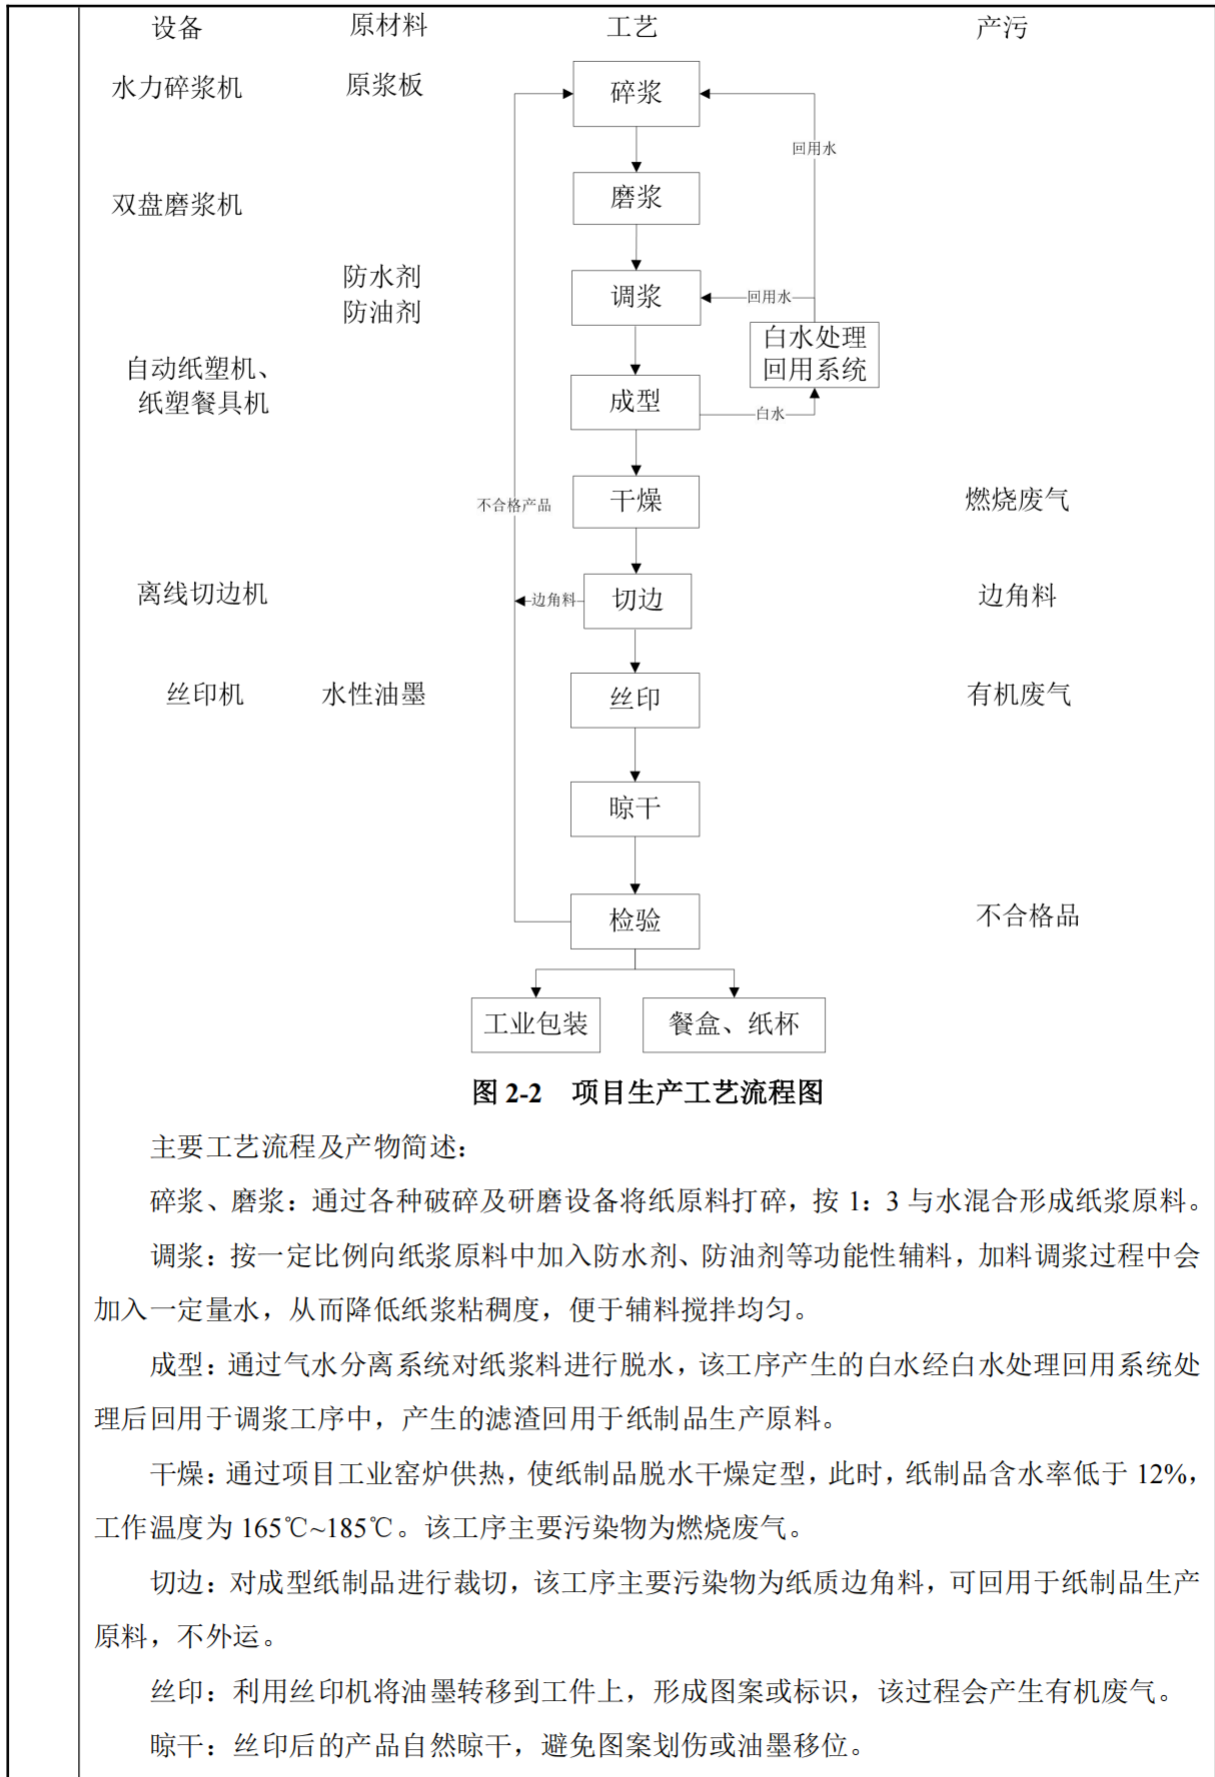 设备 原材料 工艺 产污
水力碎浆机 原浆板 碎浆
回用水
双盘磨浆机 磨浆
防水剂
防油剂 调浆 回用水
白水处理
回用系统
自动纸塑机、
纸塑餐具机 成型 白水
不合格产品 干燥 燃烧废气
离线切边机 边角料 切边 边角料
丝印机 水性油墨 丝印 有机废气
晾干
检验 不合格品
工业包装 餐盒、纸杯
图 2-2 项目生产工艺流程图
主要工艺流程及产物简述：
碎浆、磨浆：通过各种破碎及研磨设备将纸原料打碎，按 1：3 与水混合形成纸浆原料。
调浆：按一定比例向纸浆原料中加入防水剂、防油剂等功能性辅料，加料调浆过程中会
加入一定量水，从而降低纸浆粘稠度，便于辅料搅拌均匀。
成型：通过气水分离系统对纸浆料进行脱水，该工序产生的白水经白水处理回用系统处
理后回用于调浆工序中，产生的滤渣回用于纸制品生产原料。
干燥：通过项目工业窑炉供热，使纸制品脱水干燥定型，此时，纸制品含水率低于 12%，
工作温度为 165℃~185℃。该工序主要污染物为燃烧废气。
切边：对成型纸制品进行裁切，该工序主要污染物为纸质边角料，可回用于纸制品生产
原料，不外运。
丝印：利用丝印机将油墨转移到工件上，形成图案或标识，该过程会产生有机废气。
晾干：丝印后的产品自然晾干，避免图案划伤或油墨移位。